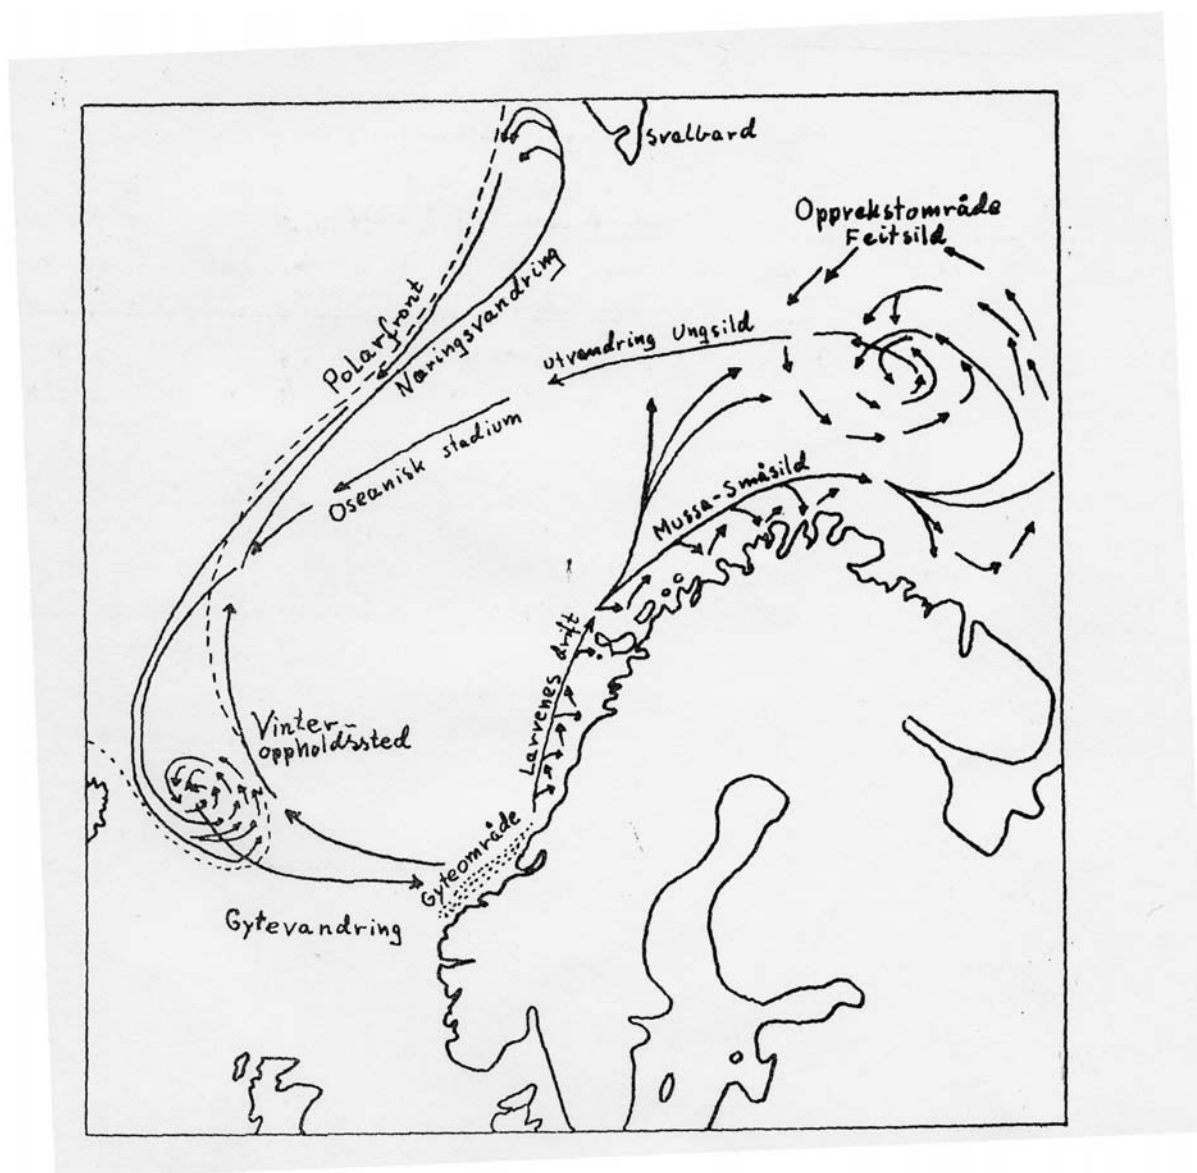 Svalbard
Opprekstområde
Feitsild
Polarfront
Næringsvandring
utvandring Ungsild
Oseanisk stadium
Mussa-Småsild
Larvenes drift
Vinter-
oppholdssted
Gyteområde
Gytevandring